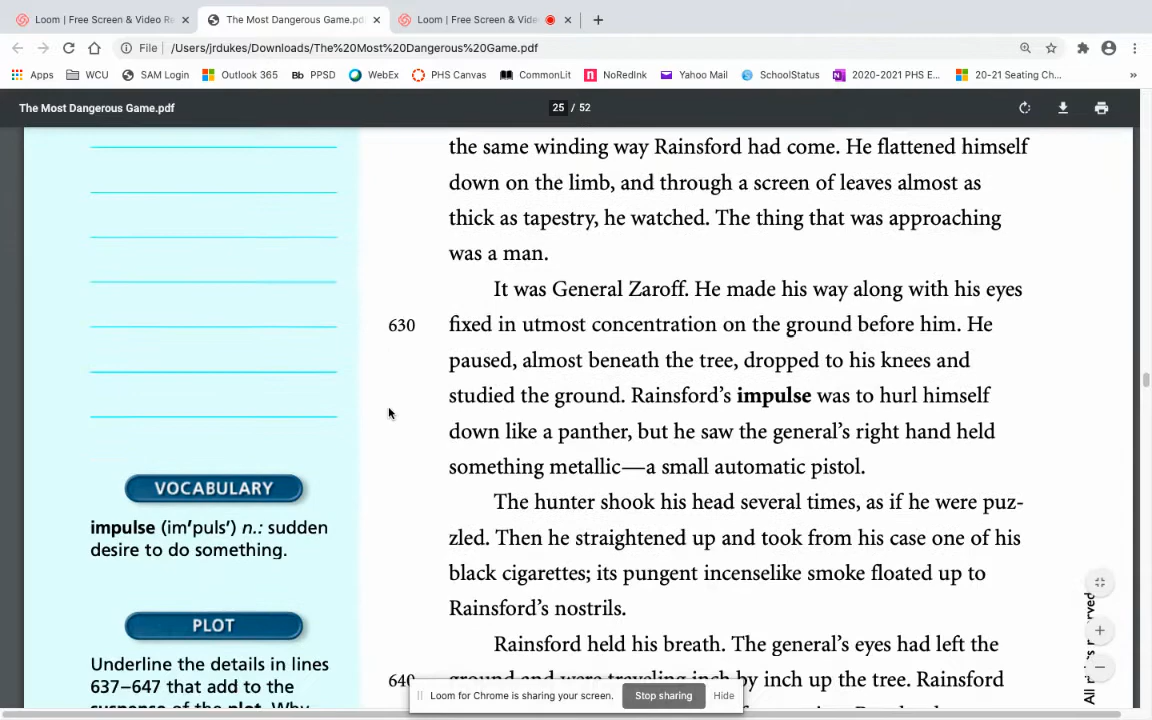 Loom | Free Screen & Video Re
The Most Dangerous Game.pd
Loom | Free Screen & Vide
File
/Users/jrdukes/Downloads/The%20Most%20Dangerous%20Game.pdf
Apps
WCU
SAM Login
Outlook 365
Bb PPSD
WebEx
PHS Canvas
CommonLit
NoRedInk
Yahoo Mail
SchoolStatus
2020-2021 PHS E...
20-21 Seating Ch...
»
The Most Dangerous Game.pdf
25 / 52
the same winding way Rainsford had come. He flattened himself
down on the limb, and through a screen of leaves almost as
thick as tapestry, he watched. The thing that was approaching
was a man.
It was General Zaroff. He made his way along with his eyes
630 fixed in utmost concentration on the ground before him. He
paused, almost beneath the tree, dropped to his knees and
studied the ground. Rainsford's impulse was to hurl himself
down like a panther, but he saw the general's right hand held
something metallic—a small automatic pistol.
The hunter shook his head several times, as if he were puz-
zled. Then he straightened up and took from his case one of his
black cigarettes; its pungent incenselike smoke floated up to
Rainsford's nostrils.
Rainsford held his breath. The general's eyes had left the
640 ground and were traveling inch by inch up the tree. Rainsford
VOCABULARY
impulse (im′puls′) n.: sudden
desire to do something.
PLOT
Underline the details in lines
637–647 that add to the
suspense of the plot. Why
Loom for Chrome is sharing your screen.
Stop sharing
Hide